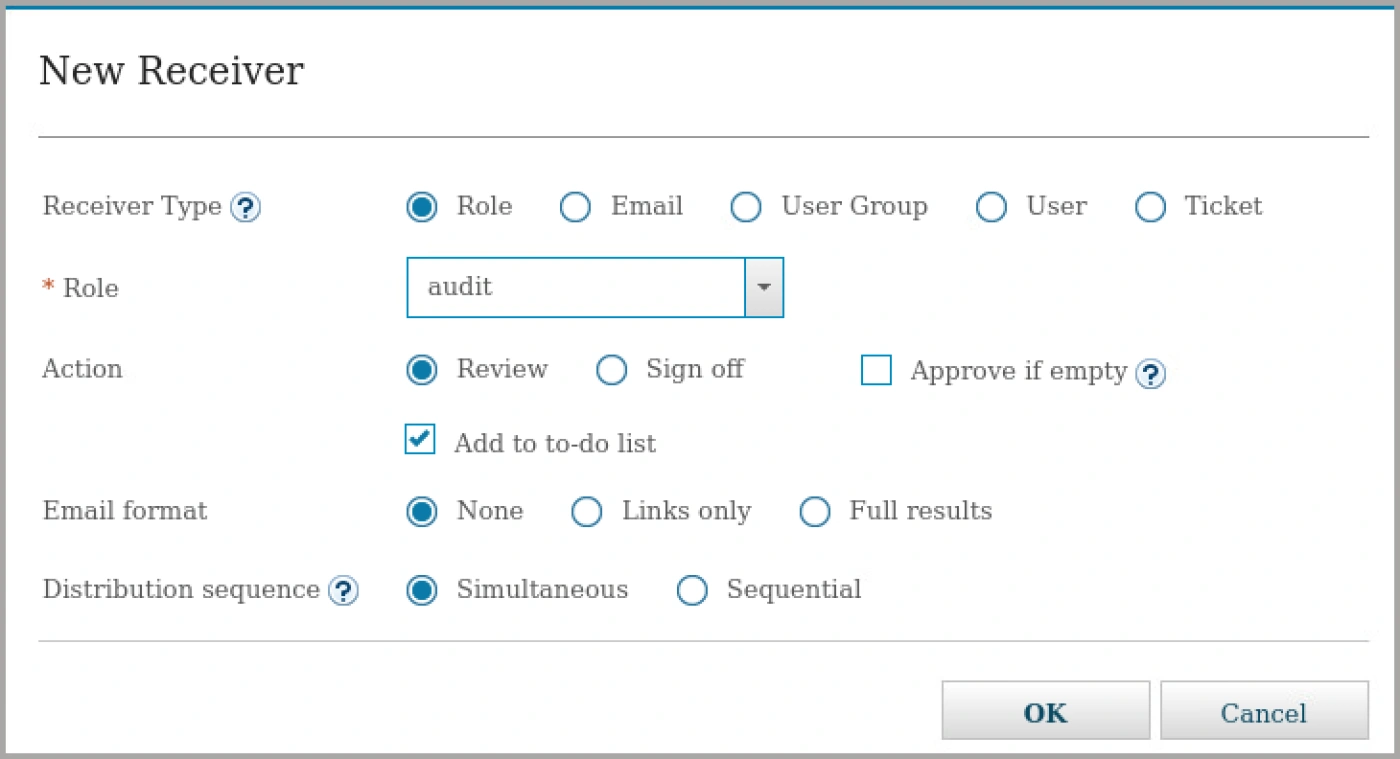 New Receiver
Receiver Type ? Role Email User Group User Ticket
* Role audit
Action Review Sign off Approve if empty ?
Add to to-do list
Email format None Links only Full results
Distribution sequence ? Simultaneous Sequential
OK Cancel